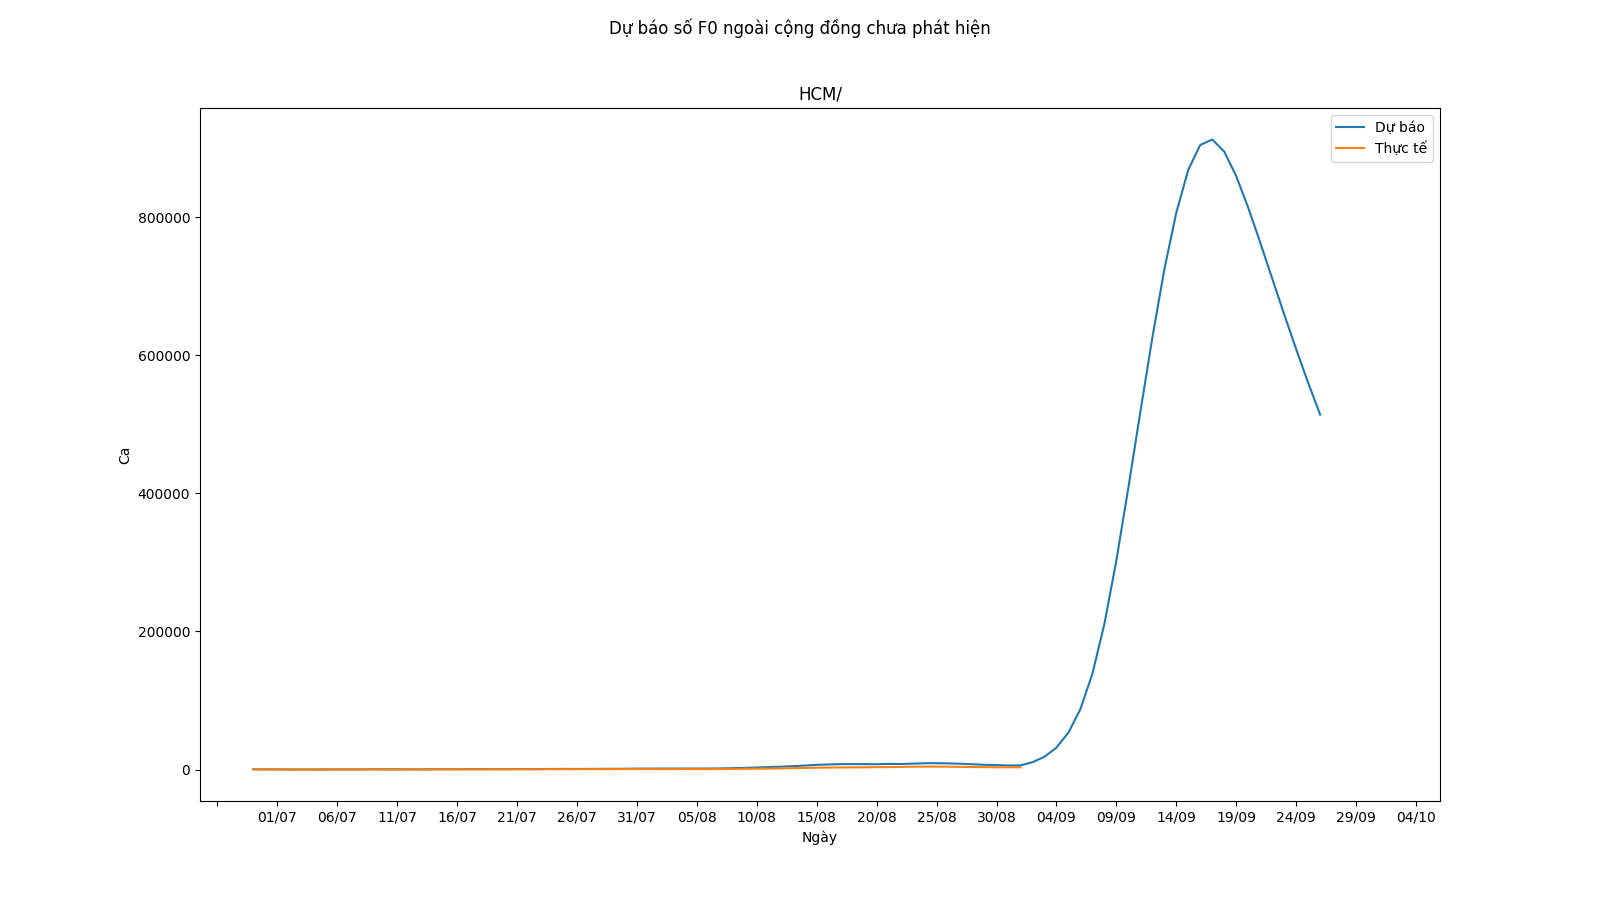 Dự báo số F0 ngoài cộng đồng chưa phát hiện
HCM/
Dự báo
Thực tế
800000
600000
400000
200000
0
Ca
01/07 06/07 11/07 16/07 21/07 26/07 31/07 05/08 10/08 15/08 20/08 25/08 30/08 04/09 09/09 14/09 19/09 24/09 29/09 04/10
Ngày